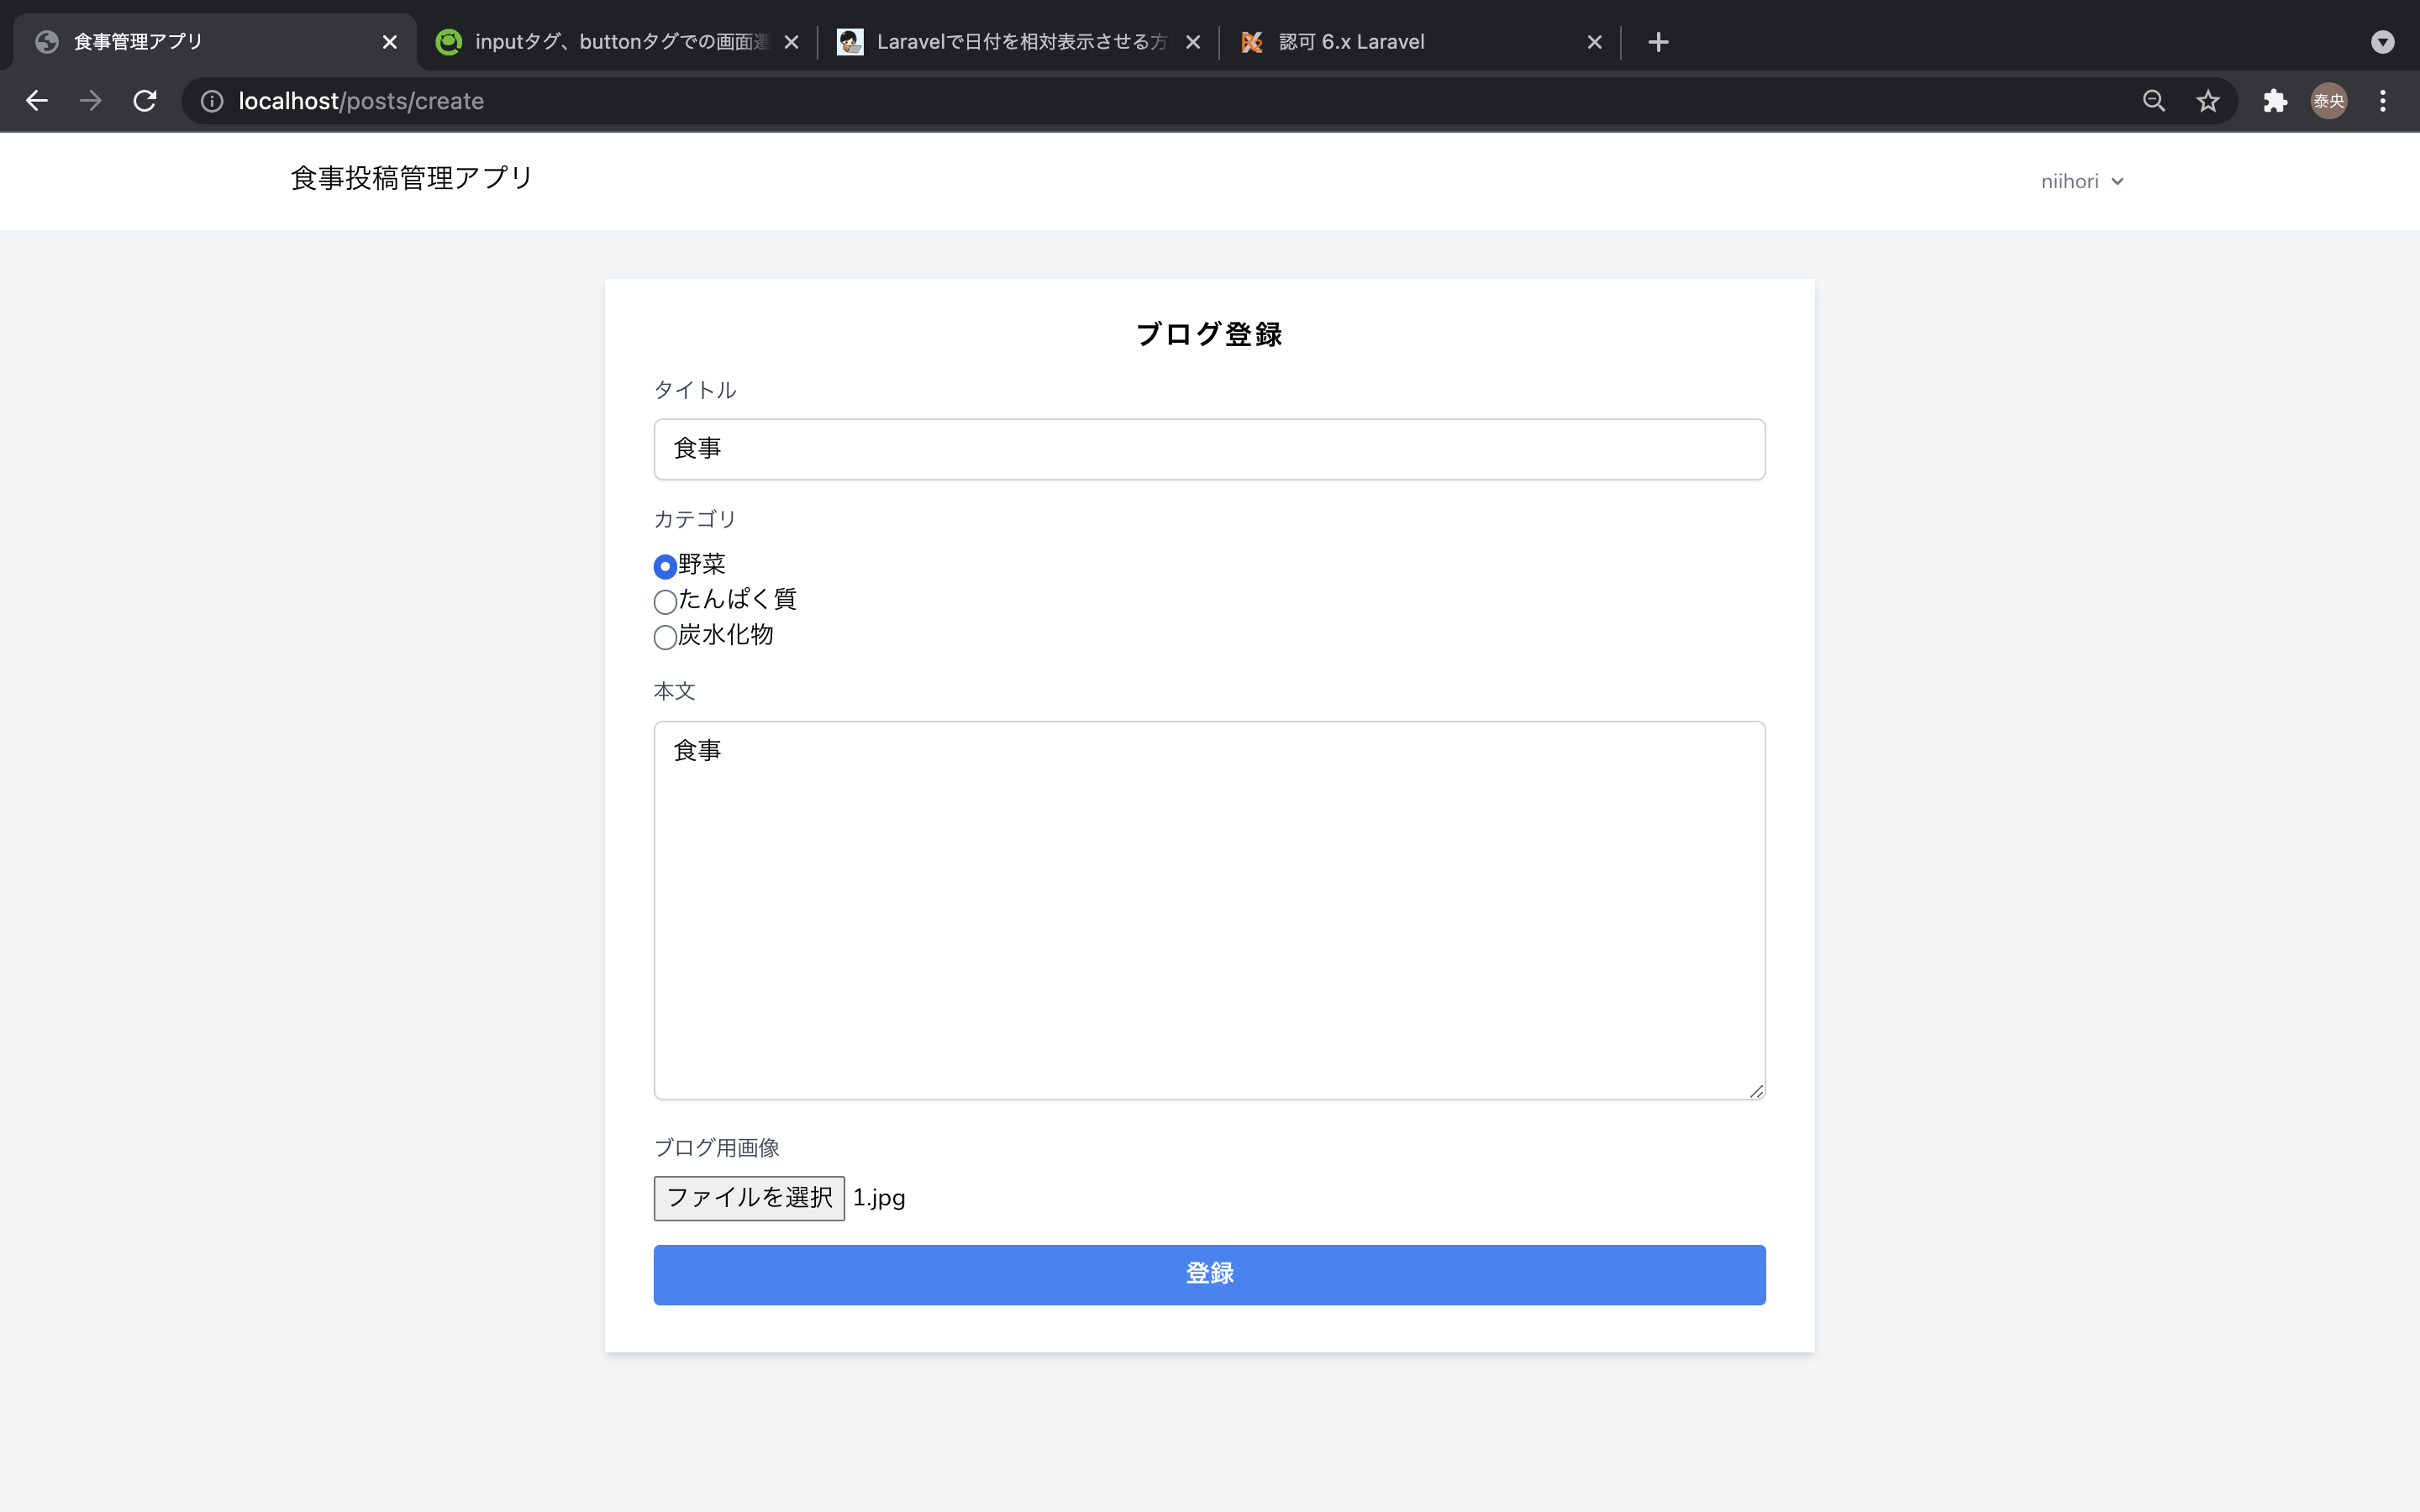 食事管理アプリ
inputタグ、buttonタグでの画面遷
Laravelで日付を相対表示させる方
認可 6.x Laravel
localhost/posts/create
泰央
食事投稿管理アプリ
niihori
ブログ登録
タイトル
食事
カテゴリ
野菜
たんぱく質
炭水化物
本文
食事
ブログ用画像
ファイルを選択 1.jpg
登録